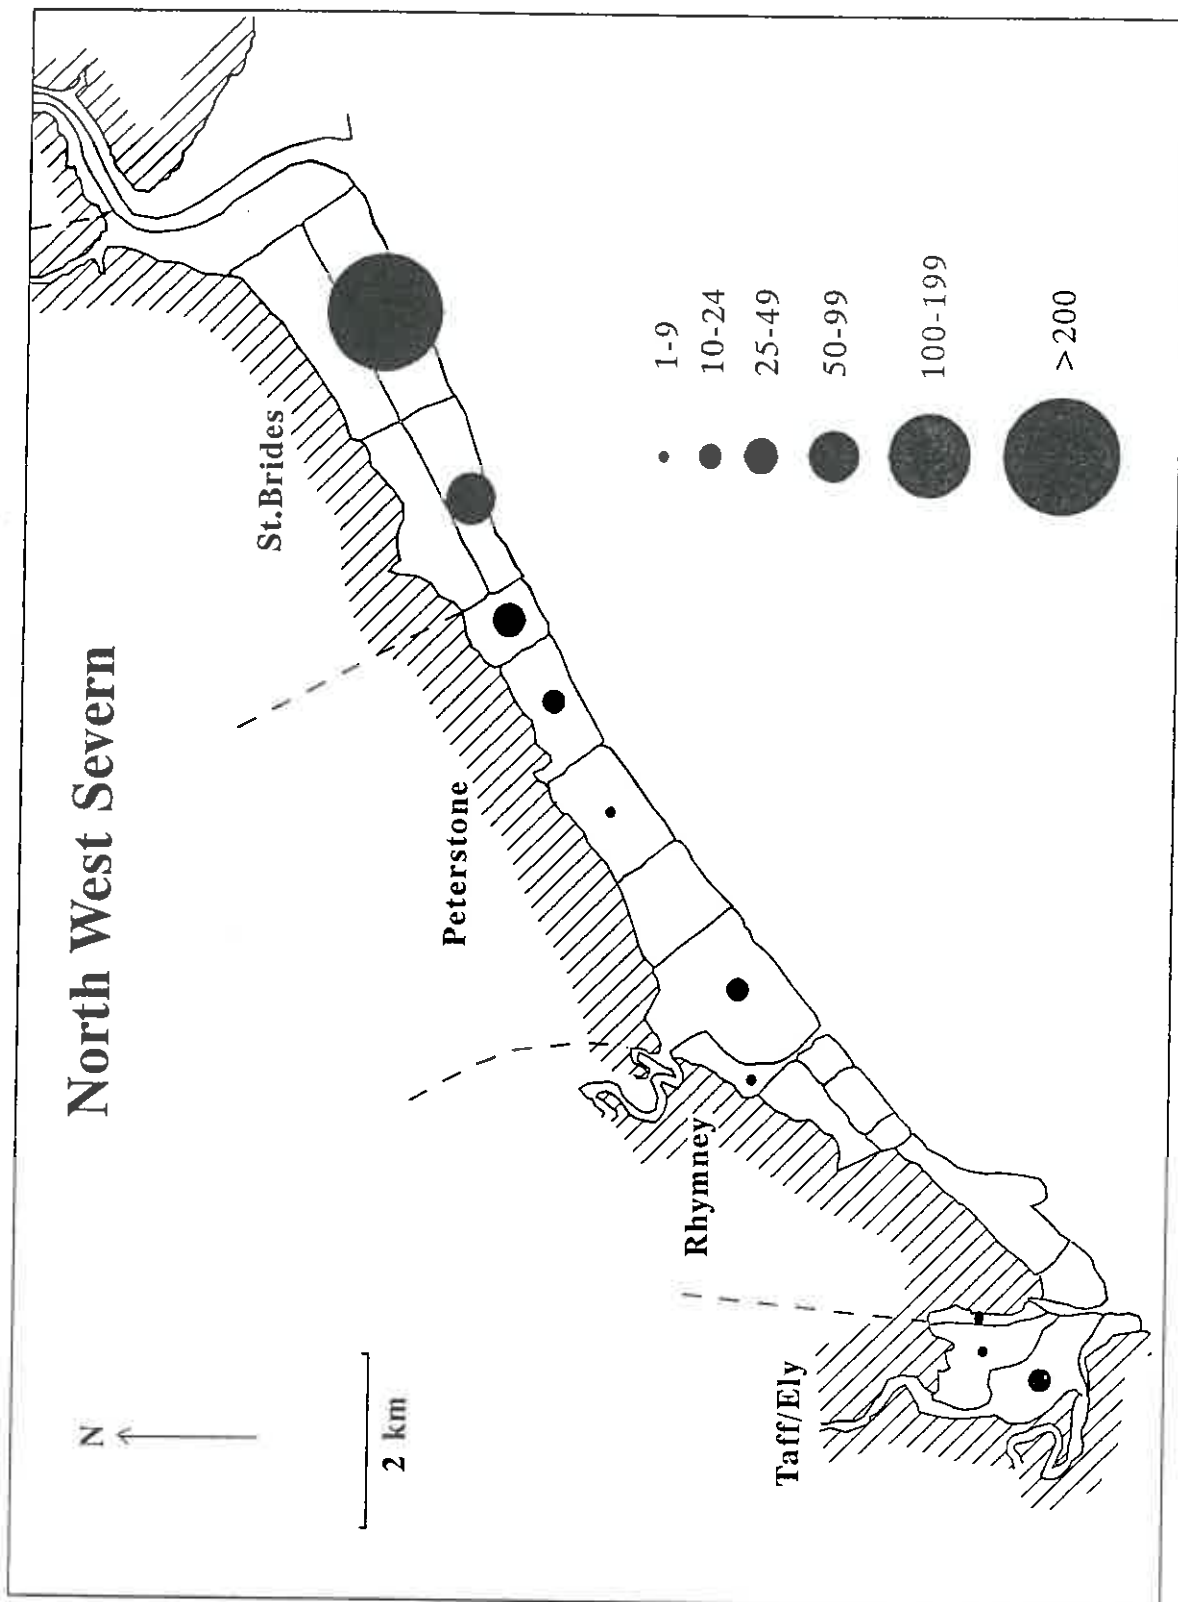 North West Severn
N
2 km
St.Brides
Peterstone
Rhymney
Taff/Ely
1-9
10-24
25-49
50-99
100-199
>200